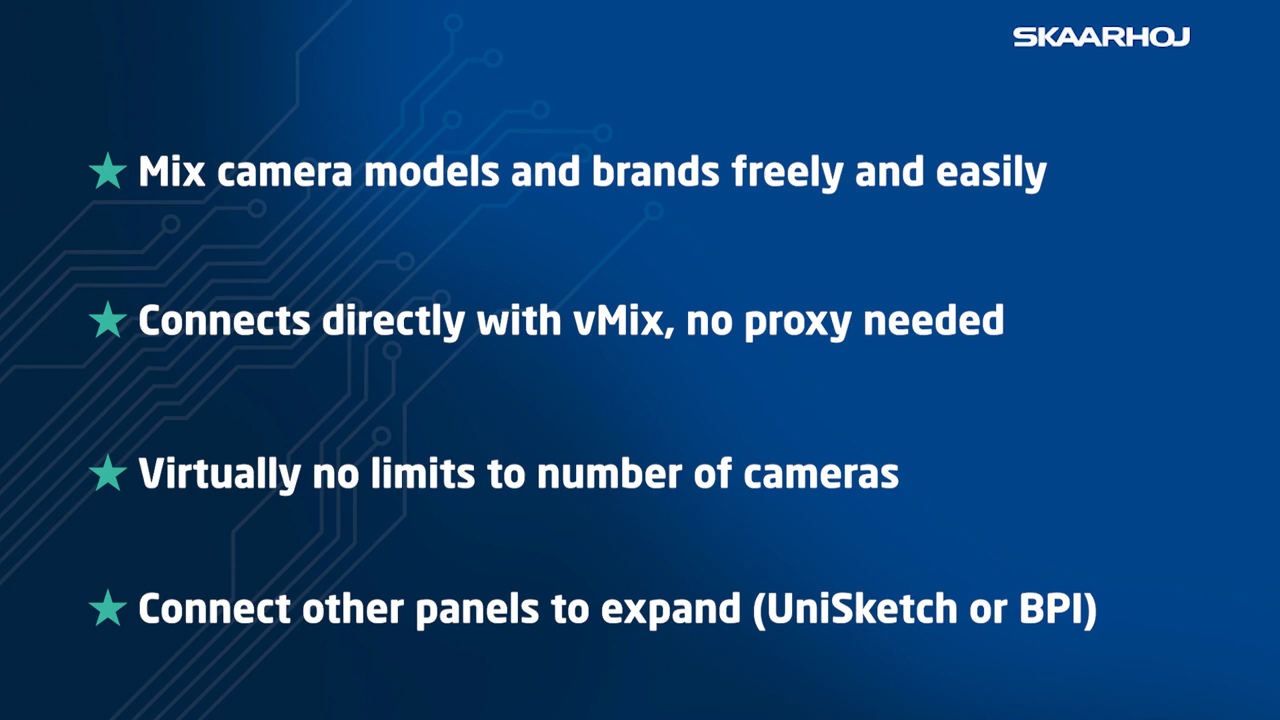 SKAARHOJ
Mix camera models and brands freely and easily
Connects directly with vMix, no proxy needed
Virtually no limits to number of cameras
Connect other panels to expand (UniSketch or BPI)